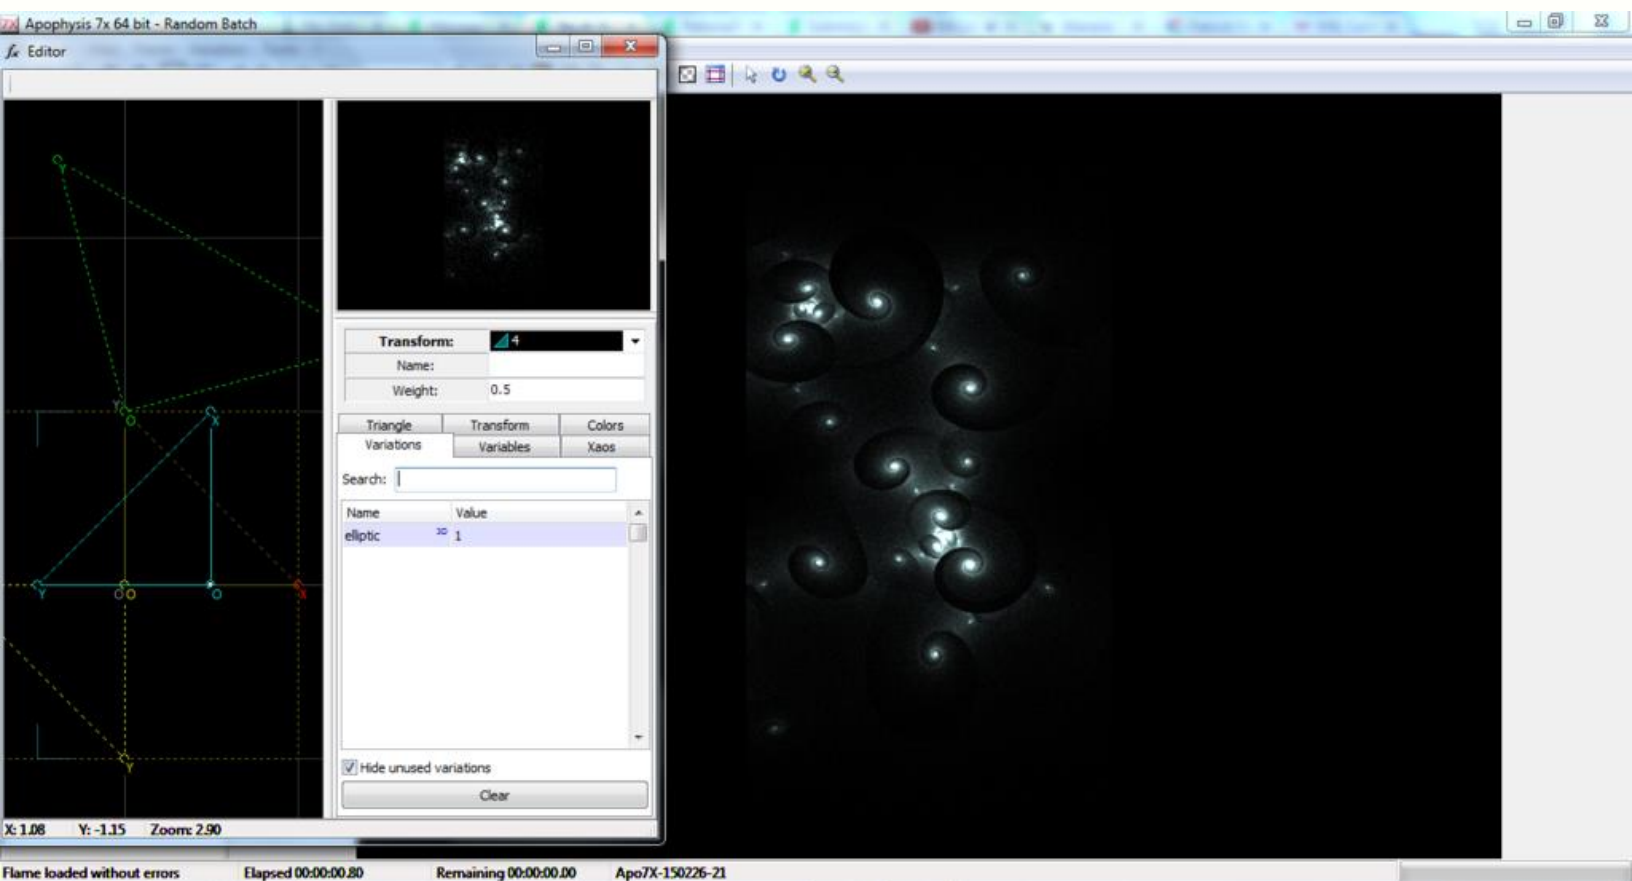 Apophysis 7x 64 bit - Random Batch
Editor
Transform: 4
Name:
Weight: 0.5
Triangle Transform Colors
Variations Variables Xaos
Search:
Name Value
elliptic 3D 1
Hide unused variations
Clear
Y
Y O X
Y O O O X
Y
X: 1.08 Y: -1.15 Zoom: 2.90
Flame loaded without errors Elapsed 00:00:00.80 Remaining 00:00:00.00 Apo7X-150226-21